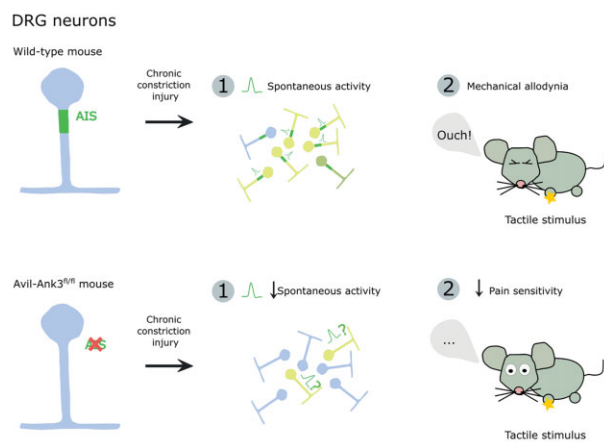 DRG neurons
Wild-type mouse
AIS
Chronic
constriction
injury
1 Spontaneous activity
2 Mechanical allodynia
Ouch!
Tactile stimulus
Avil-Ank3fl/fl mouse
AIS
Chronic
constriction
injury
1 ↓Spontaneous activity
?
?
2 ↓ Pain sensitivity
...
Tactile stimulus